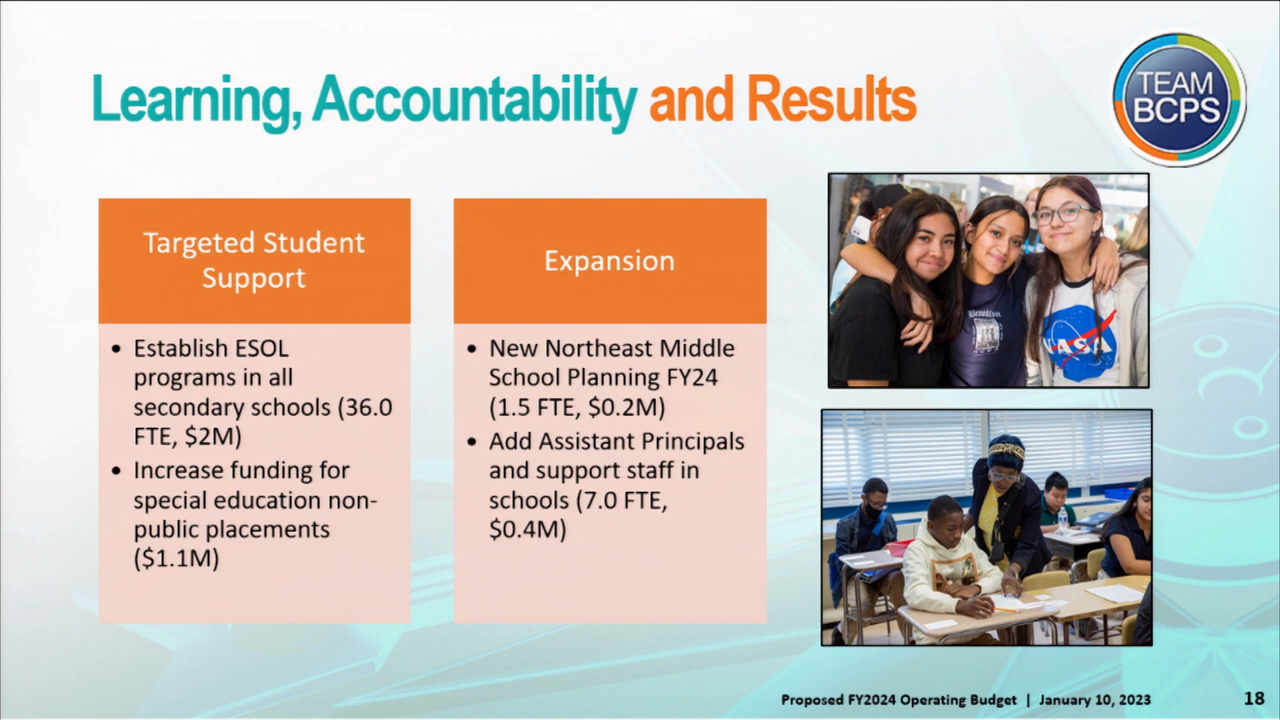 Learning, Accountability and Results
TEAM
BCPS
Targeted Student
Support
• Establish ESOL
programs in all
secondary schools (36.0
FTE, $2M)
• Increase funding for
special education non-
public placements
($1.1M)
Expansion
• New Northeast Middle
School Planning FY24
(1.5 FTE, $0.2M)
• Add Assistant Principals
and support staff in
schools (7.0 FTE,
$0.4M)
NASA
Proposed FY2024 Operating Budget | January 10, 2023
18